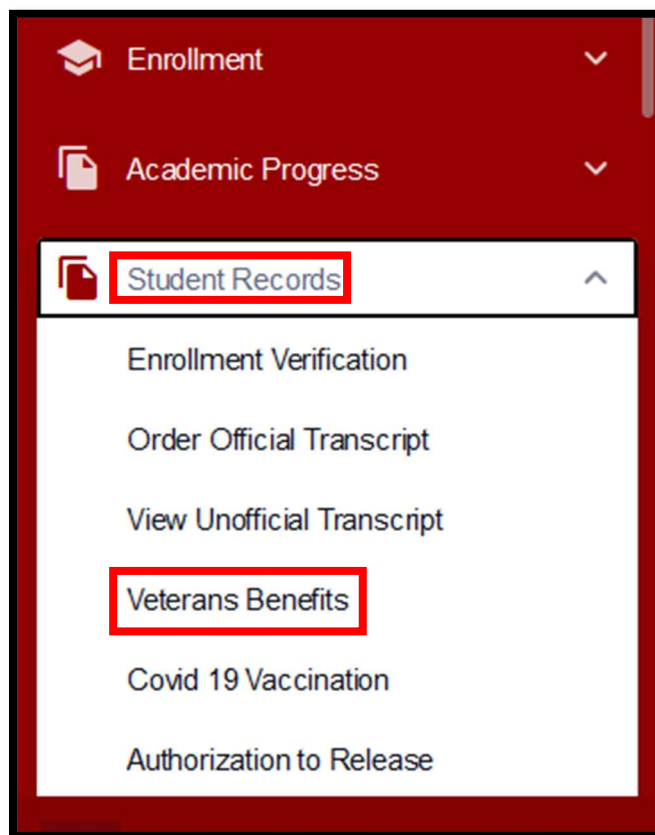 Enrollment
Academic Progress
Student Records
Enrollment Verification
Order Official Transcript
View Unofficial Transcript
Veterans Benefits
Covid 19 Vaccination
Authorization to Release